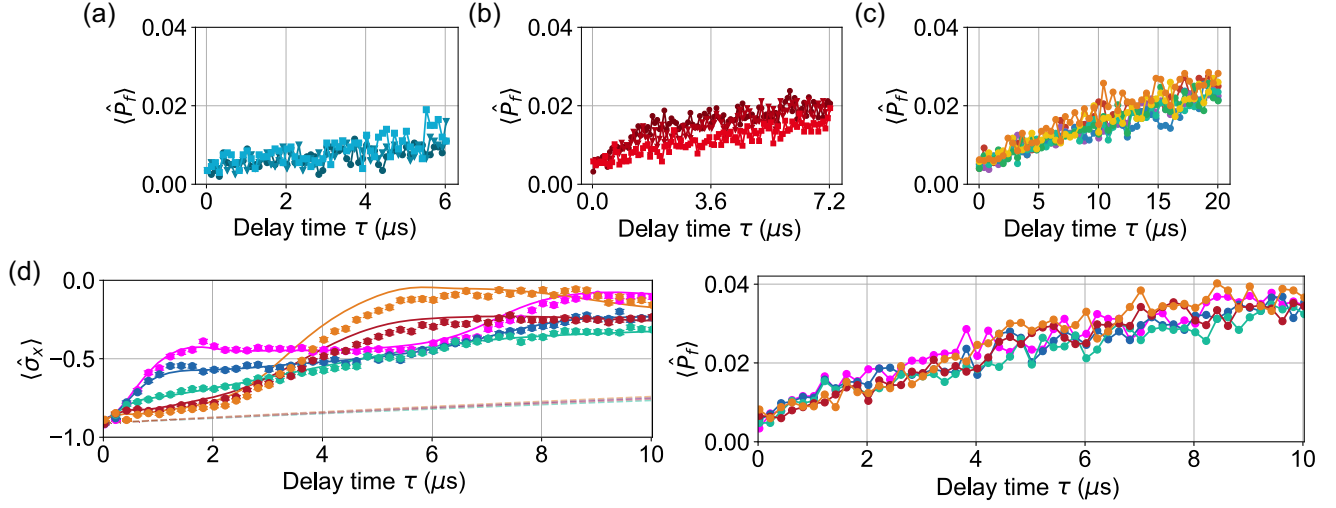 (a)
0.04
0.02
0.00
⟨P̂_f⟩
0 2 4 6
Delay time τ (μs)
(b)
0.04
0.02
0.00
⟨P̂_f⟩
0.0 3.6 7.2
Delay time τ (μs)
(c)
0.04
0.02
0.00
⟨P̂_f⟩
0 5 10 15 20
Delay time τ (μs)
(d)
0.0
−0.5
−1.0
⟨σ̂_x⟩
0 2 4 6 8 10
Delay time τ (μs)
0.04
0.02
0.00
⟨P̂_f⟩
0 2 4 6 8 10
Delay time τ (μs)